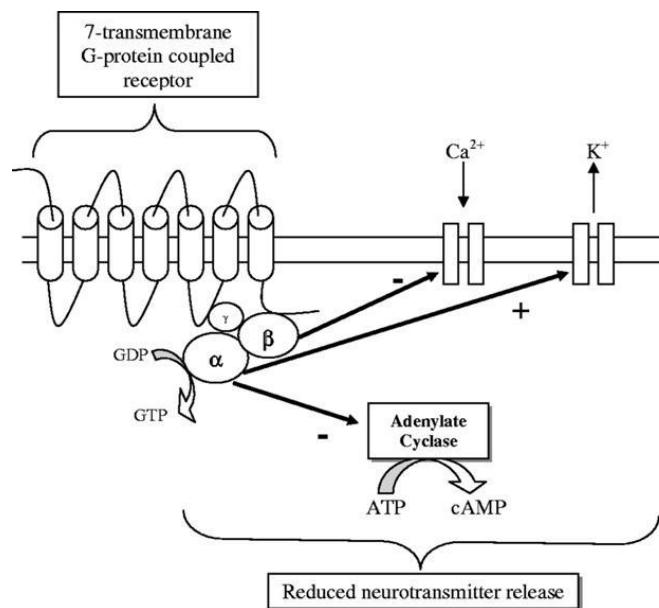 7-transmembrane
G-protein coupled
receptor
Ca²⁺
K⁺
-
+
γ
β
α
GDP
GTP
-
Adenylate
Cyclase
ATP
cAMP
Reduced neurotransmitter release